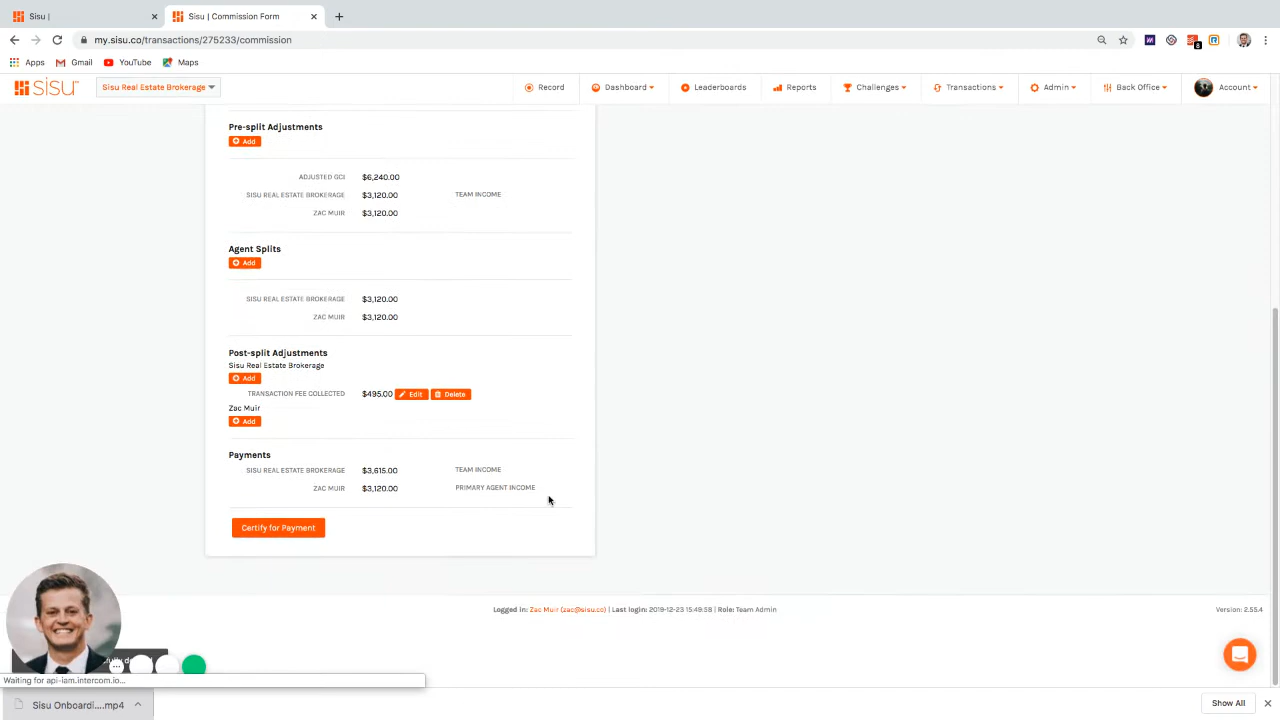 Sisu |
Sisu | Commission Form
my.sisu.co/transactions/275233/commission
8
Apps Gmail YouTube Maps
sisu Sisu Real Estate Brokerage Record Dashboard Leaderboards Reports Challenges Transactions Admin Back Office Account
Pre-split Adjustments
Add
ADJUSTED GCI $6,240.00
SISU REAL ESTATE BROKERAGE $3,120.00 TEAM INCOME
ZAC MUIR $3,120.00
Agent Splits
Add
SISU REAL ESTATE BROKERAGE $3,120.00
ZAC MUIR $3,120.00
Post-split Adjustments
Sisu Real Estate Brokerage
Add
TRANSACTION FEE COLLECTED $495.00 Edit Delete
Zac Muir
Add
Payments
SISU REAL ESTATE BROKERAGE $3,615.00 TEAM INCOME
ZAC MUIR $3,120.00 PRIMARY AGENT INCOME
Certify for Payment
Logged in: Zac Muir (zac@sisu.co) | Last login: 2019-12-23 15:49:58 | Role: Team Admin
Version: 2.55.4
Waiting for api-iam.intercom.io...
Sisu Onboardi....mp4
Show All